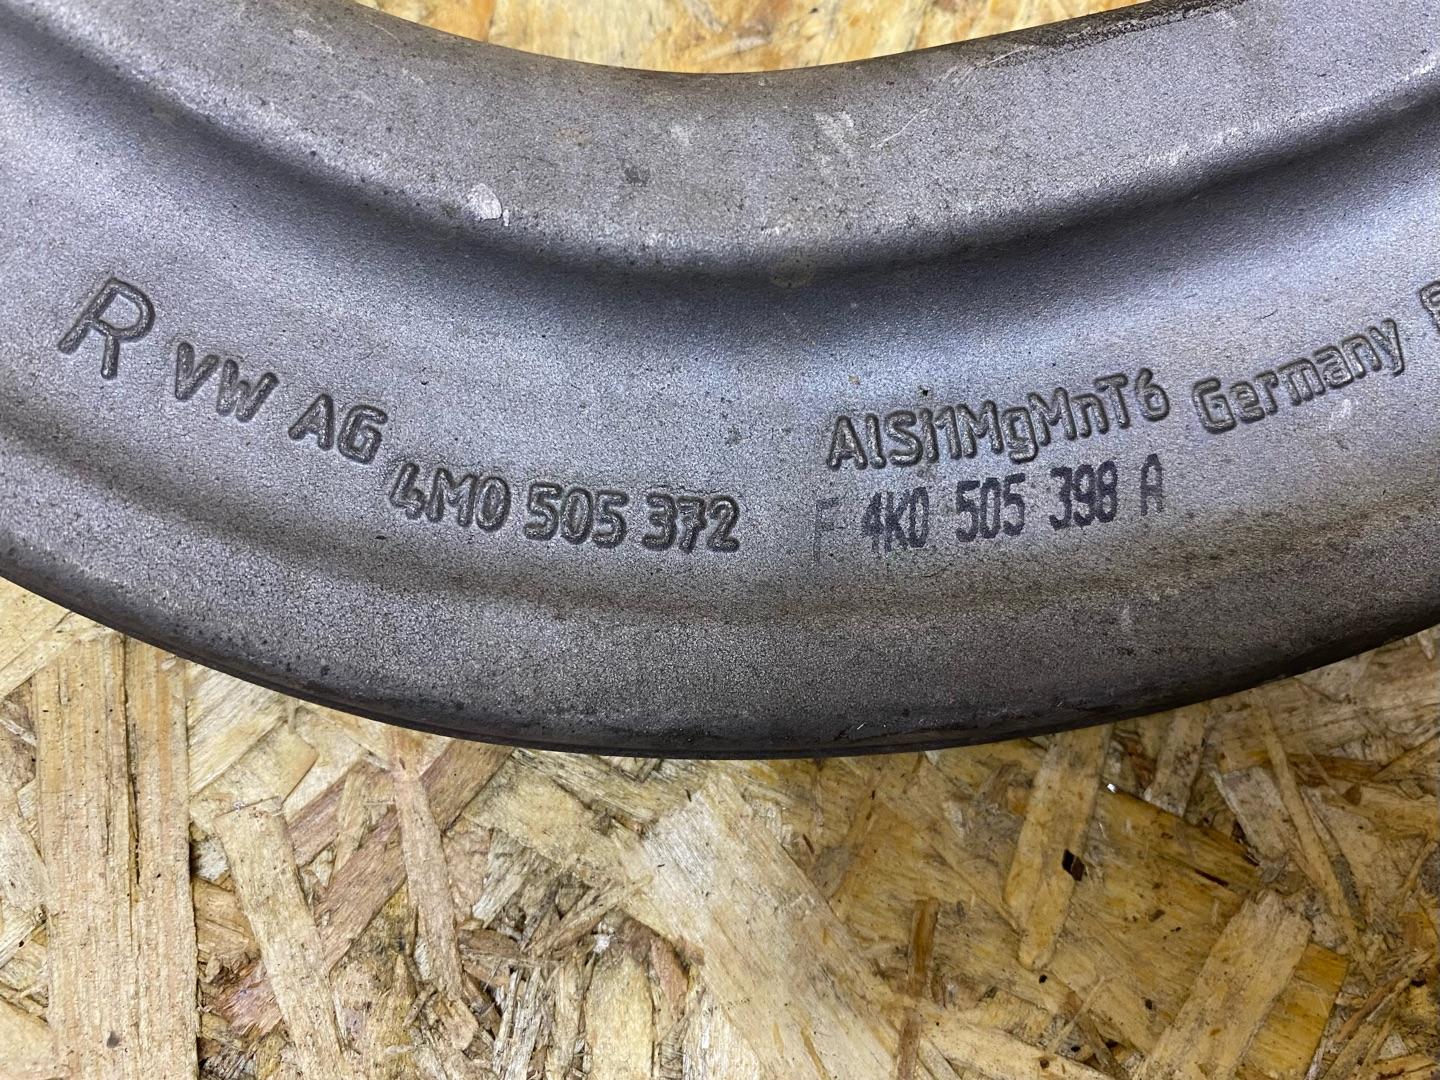 R VW AG
4M0 505 372
AlSi1MgMnT6 Germany
F 4K0 505 398 A